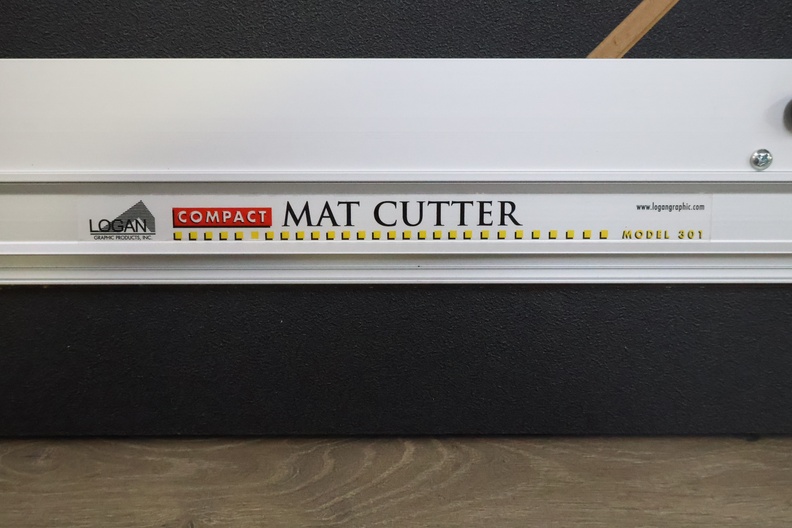 LOGAN
GRAPHIC PRODUCTS, INC.
COMPACT MAT CUTTER
www.logangraphic.com
MODEL 301